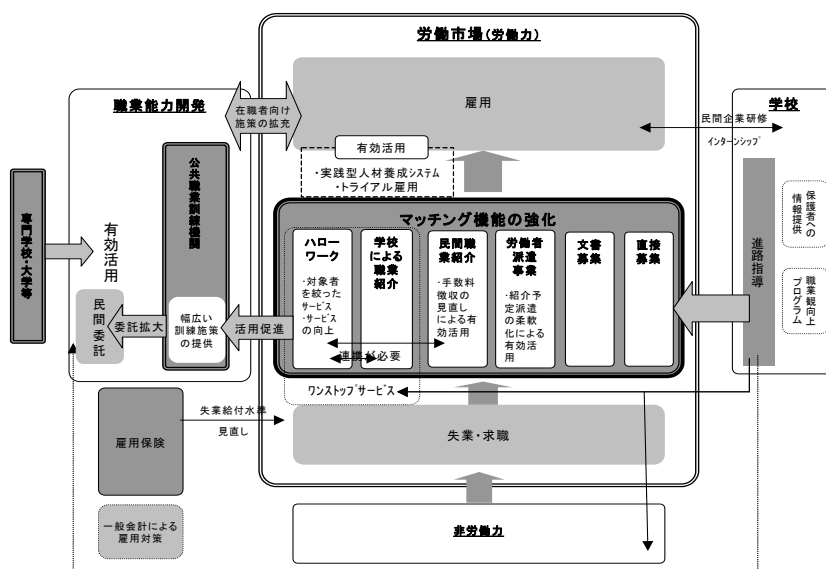 労働市場(労働力)
雇用
職業能力開発
在職者向け
施策の拡充
学校
民間企業研修
インターンシップ
有効活用
・実践型人材養成システム
・トライアル雇用
公共職業訓練機関
専門学校・大学等
有効活用
民間委託
委託拡大
幅広い
訓練施策
の提供
活用促進
マッチング機能の強化
ハロー
ワーク
・対象者
を絞った
サービス
・サービス
の向上
学校
による
職業
紹介
民間職
業紹介
・手数料
徴収の
見直し
による有
効活用
労働者
派遣
事業
・紹介予
定派遣
の柔軟
化による
有効活
用
文書
募集
直接
募集
連携が必要
ワンストップサービス
進路指導
保護者への
情報提供
職業観向上
プログラム
失業給付水準
見直し
雇用保険
失業・求職
一般会計による
雇用対策
非労働力